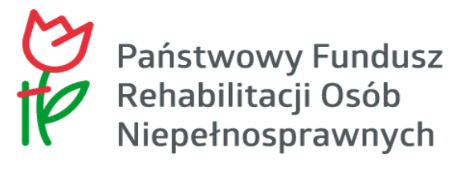 Państwowy Fundusz
Rehabilitacji Osób
Niepełnosprawnych